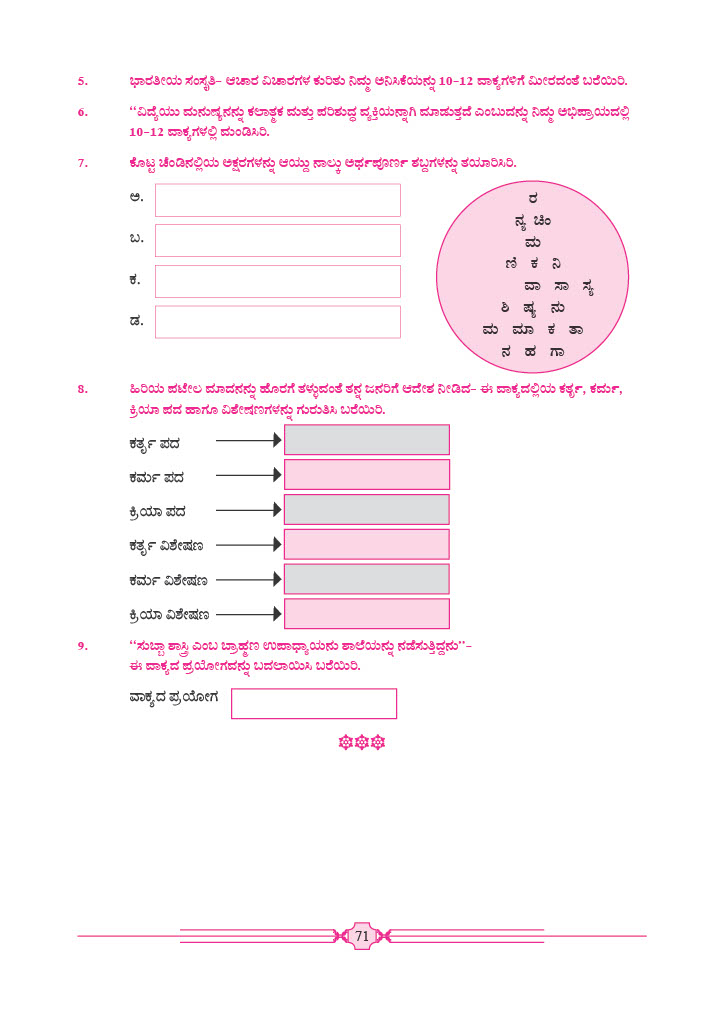 5. ಭಾರತೀಯ ಸಂಸ್ಕೃತಿ– ಆಚಾರ ವಿಚಾರಗಳ ಕುರಿತು ನಿಮ್ಮ ಅನಿಸಿಕೆಯನ್ನು 10–12 ವಾಕ್ಯಗಳಿಗೆ ಮೀರದಂತೆ ಬರೆಯಿರಿ.
6. “ವಿದ್ಯೆಯು ಮನುಷ್ಯನನ್ನು ಕಲಾತ್ಮಕ ಮತ್ತು ಪರಿಶುದ್ಧ ವ್ಯಕ್ತಿಯನ್ನಾಗಿ ಮಾಡುತ್ತದೆ ಎಂಬುದನ್ನು ನಿಮ್ಮ ಅಭಿಪ್ರಾಯದಲ್ಲಿ
10–12 ವಾಕ್ಯಗಳಲ್ಲಿ ಮಂಡಿಸಿರಿ.
7. ಕೊಟ್ಟ ಚೆಂಡಿನಲ್ಲಿಯ ಅಕ್ಷರಗಳನ್ನು ಆಯ್ದು ನಾಲ್ಕು ಅರ್ಥಪೂರ್ಣ ಶಬ್ದಗಳನ್ನು ತಯಾರಿಸಿರಿ.
ಅ.
ಬ.
ಕ.
ಡ.
ರ
ನ್ಯ ಚಿಂ
ಮ
ಣಿ ಕ ನಿ
ವಾ ಸಾ ಸ್ಯ
ಶಿ ಷ್ಯ ನು
ಮ ಮಾ ಕ ತಾ
ನ ಹ ಗಾ
8. ಹಿರಿಯ ಪಟೇಲ ಮಾದನನ್ನು ಹೊರಗೆ ತಳ್ಳುವಂತೆ ತನ್ನ ಜನರಿಗೆ ಆದೇಶ ನೀಡಿದ– ಈ ವಾಕ್ಯದಲ್ಲಿಯ ಕರ್ತೃ, ಕರ್ಮ,
ಕ್ರಿಯಾ ಪದ ಹಾಗೂ ವಿಶೇಷಣಗಳನ್ನು ಗುರುತಿಸಿ ಬರೆಯಿರಿ.
ಕರ್ತೃ ಪದ
ಕರ್ಮ ಪದ
ಕ್ರಿಯಾ ಪದ
ಕರ್ತೃ ವಿಶೇಷಣ
ಕರ್ಮ ವಿಶೇಷಣ
ಕ್ರಿಯಾ ವಿಶೇಷಣ
9. “ಸುಬ್ಬಾ ಶಾಸ್ತ್ರಿ ಎಂಬ ಬ್ರಾಹ್ಮಣ ಉಪಾಧ್ಯಾಯನು ಶಾಲೆಯನ್ನು ನಡೆಸುತ್ತಿದ್ದನು”–
ಈ ವಾಕ್ಯದ ಪ್ರಯೋಗವನ್ನು ಬದಲಾಯಿಸಿ ಬರೆಯಿರಿ.
ವಾಕ್ಯದ ಪ್ರಯೋಗ
71